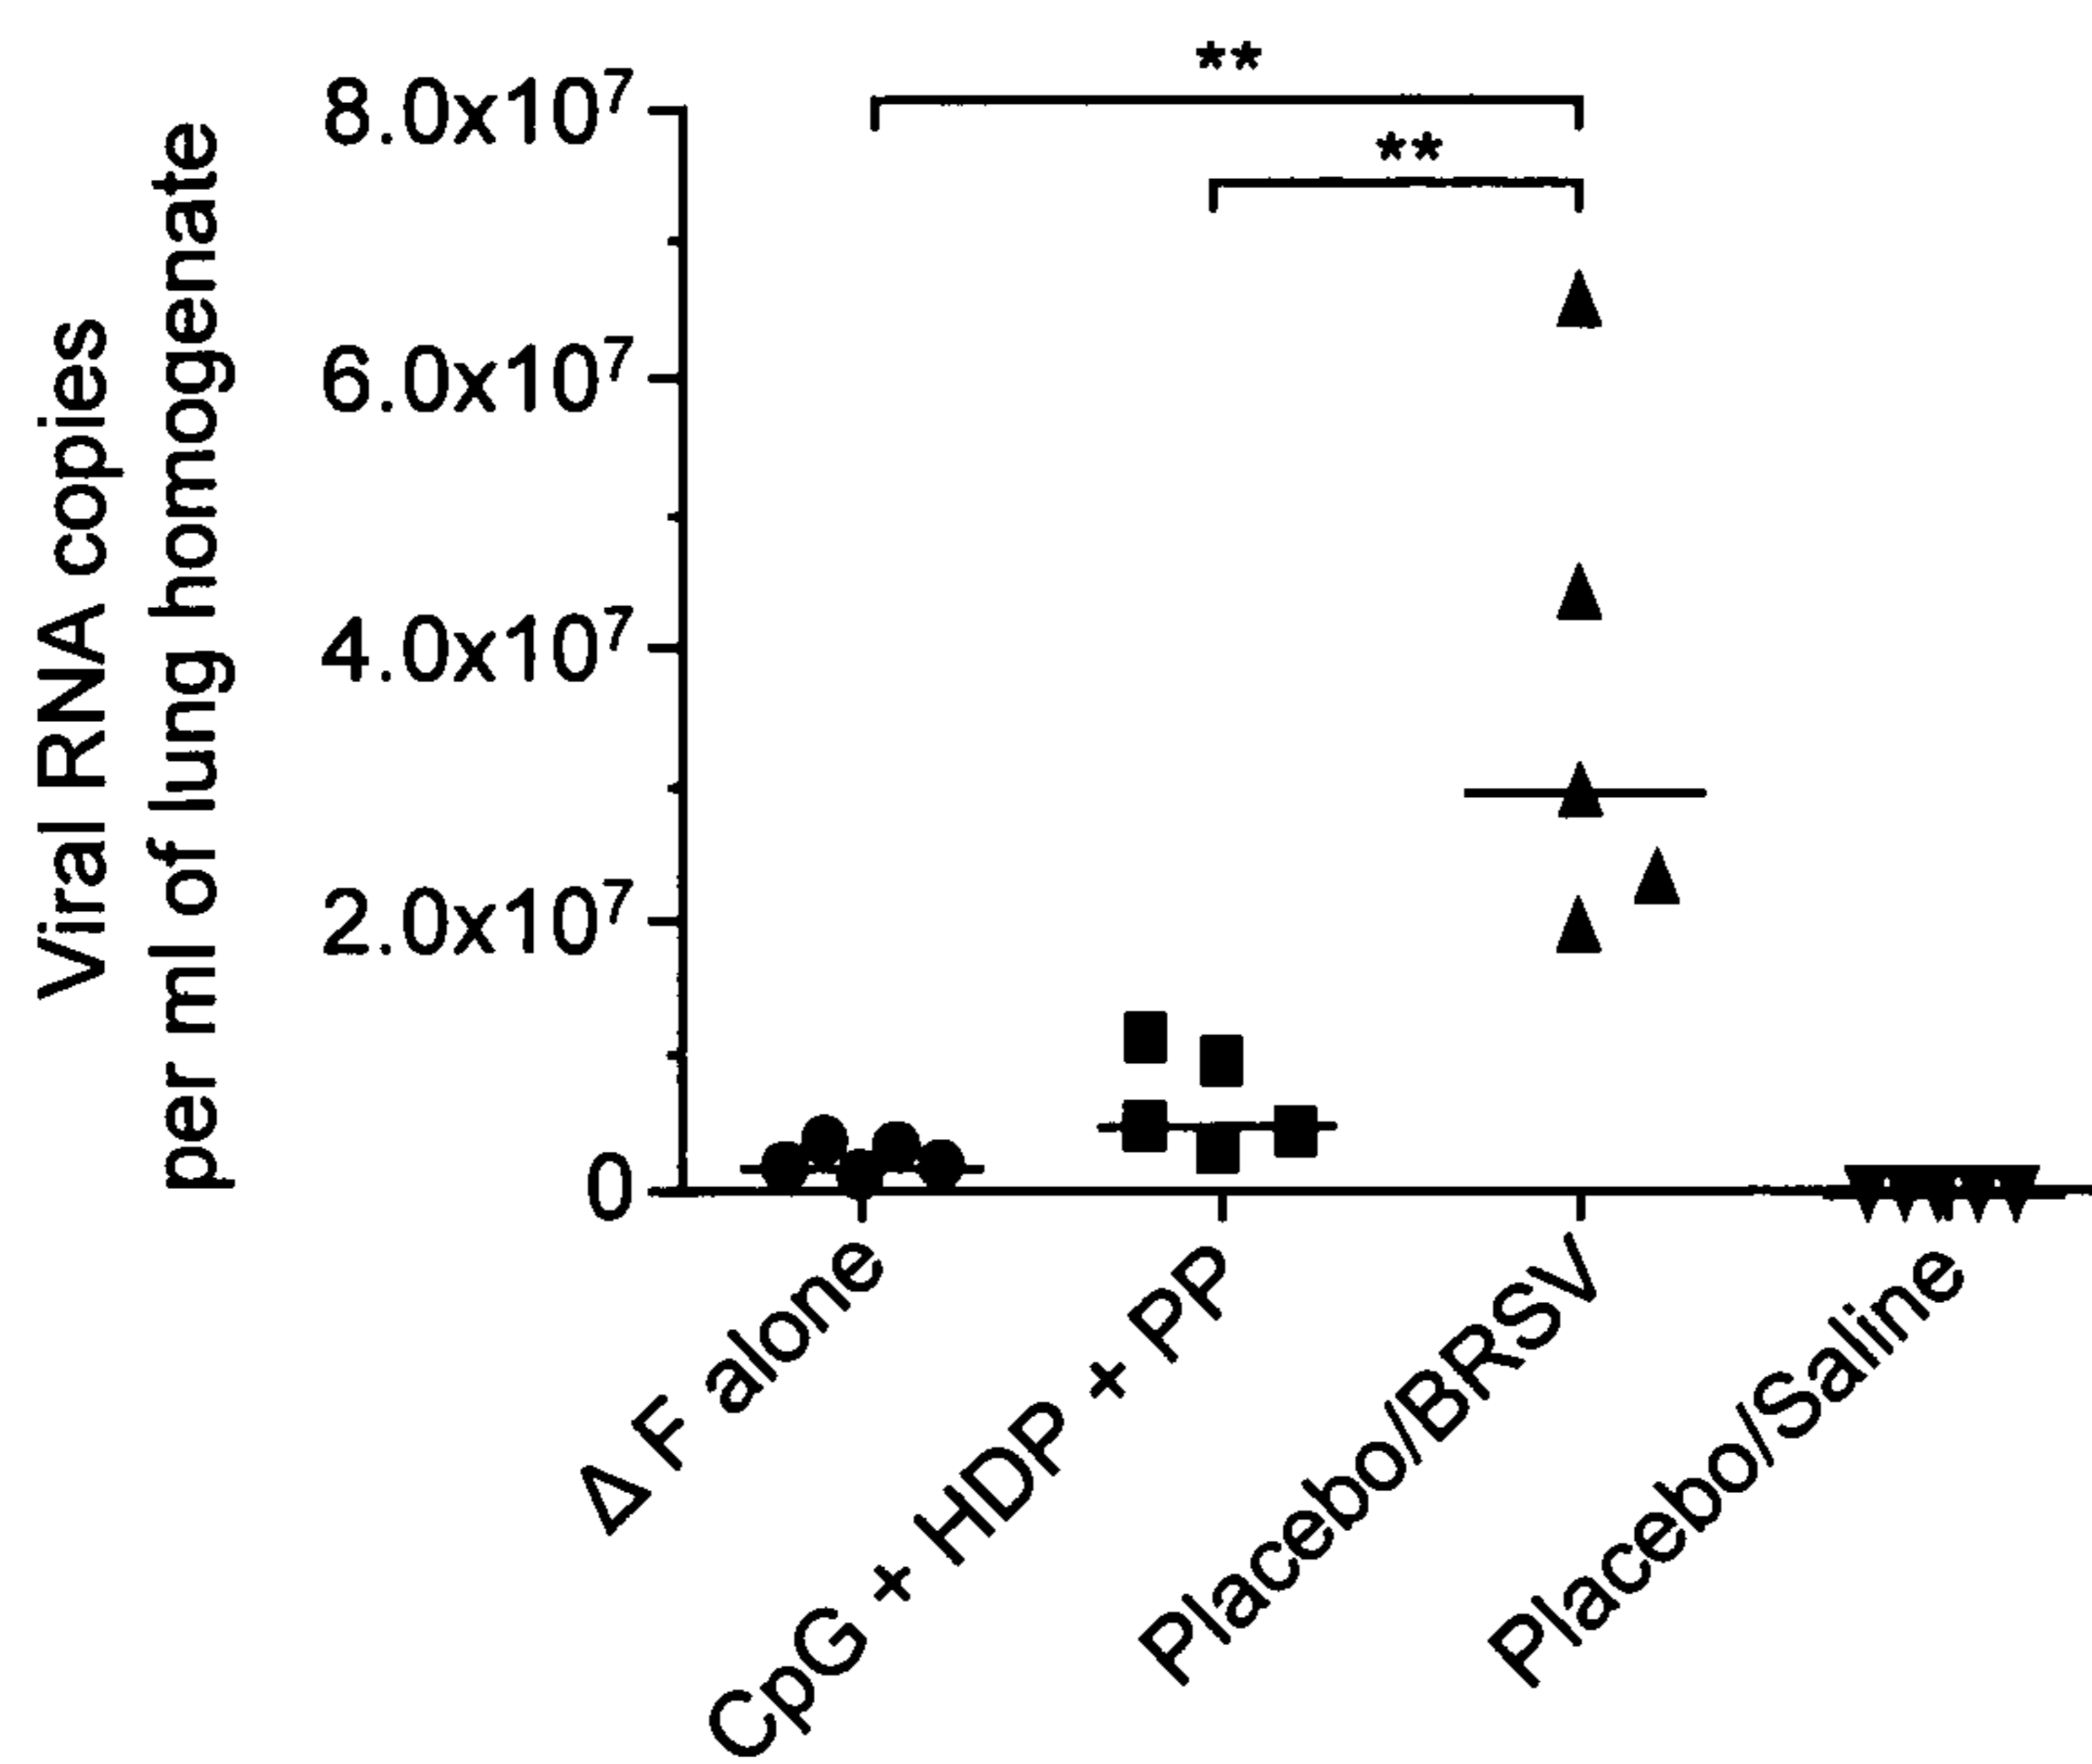 Viral RNA copies
per ml of lung homogenate
8.0x10⁷
6.0x10⁷
4.0x10⁷
2.0x10⁷
0
**
**
Δ F alone
CpG + HDP + PP
Placebo/BRSV
Placebo/Saline